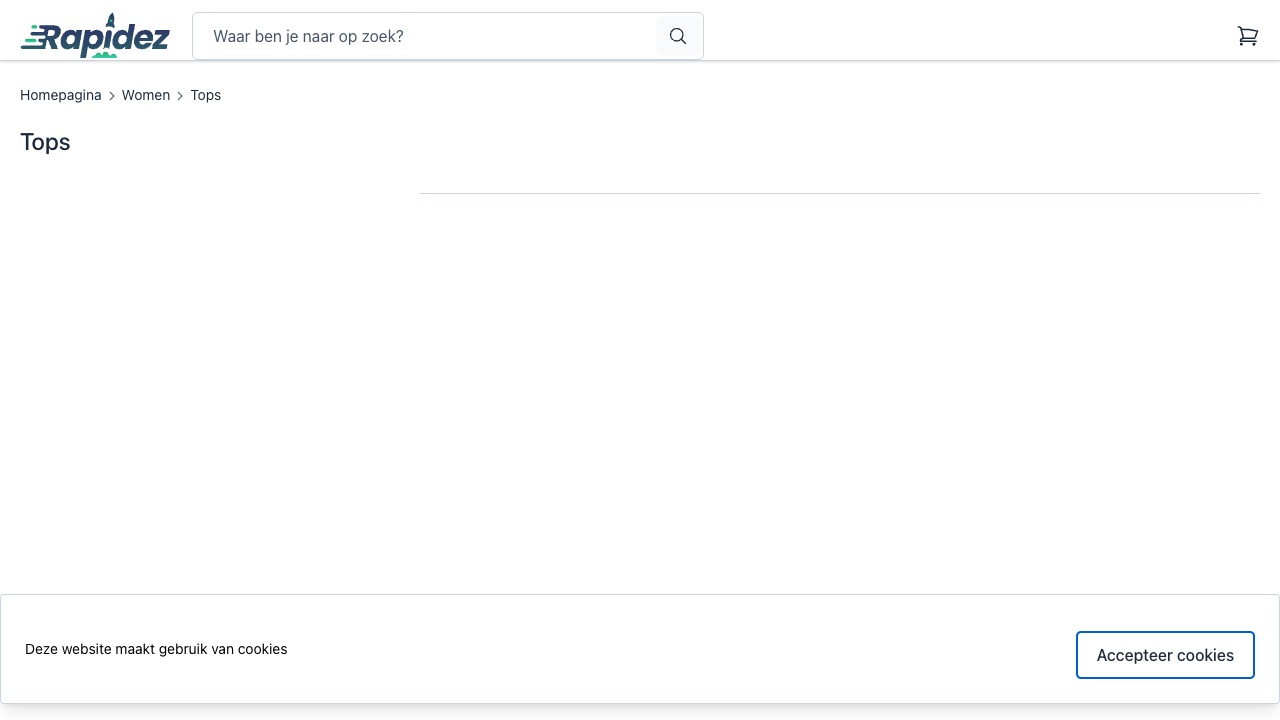 Rapidez
Waar ben je naar op zoek?
Homepagina > Women > Tops
Tops
Deze website maakt gebruik van cookies
Accepteer cookies